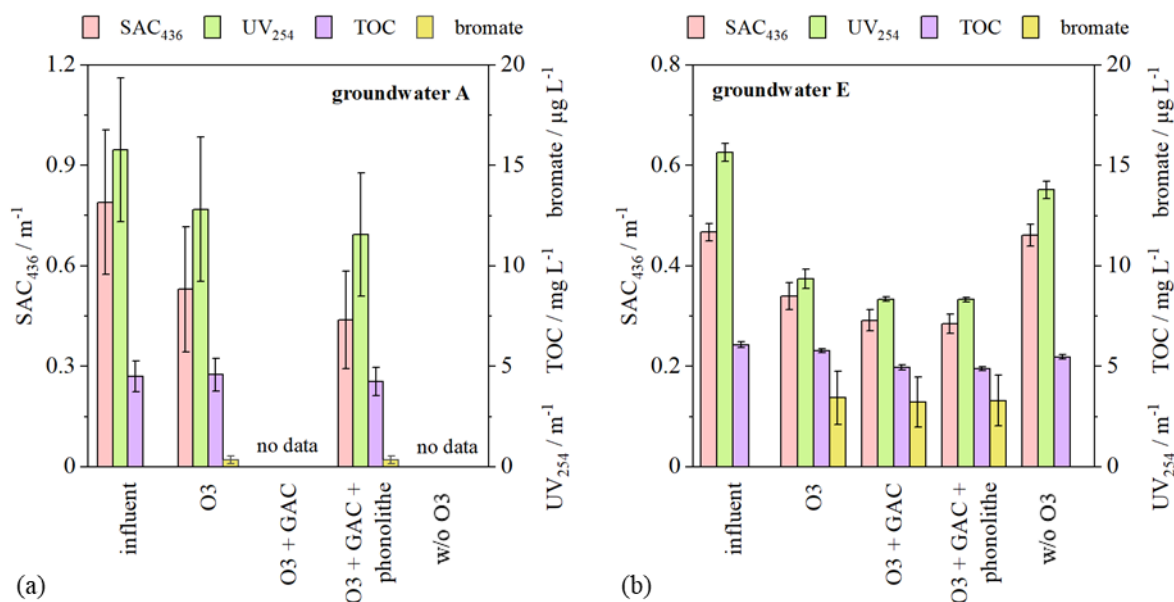 SAC436 UV254 TOC bromate
1.2
0.9
0.6
0.3
0
SAC436 / m-1
groundwater A
20
15
10
5
0
UV254 / m-1 TOC / mg L-1 bromate / µg L-1
no data
no data
influent
O3
O3 + GAC
O3 + GAC +
phonolithe
w/o O3
(a)
SAC436 UV254 TOC bromate
0.8
0.6
0.4
0.2
0
SAC436 / m-1
groundwater E
20
15
10
5
0
UV254 / m-1 TOC / mg L-1 bromate / µg L-1
influent
O3
O3 + GAC
O3 + GAC +
phonolithe
w/o O3
(b)